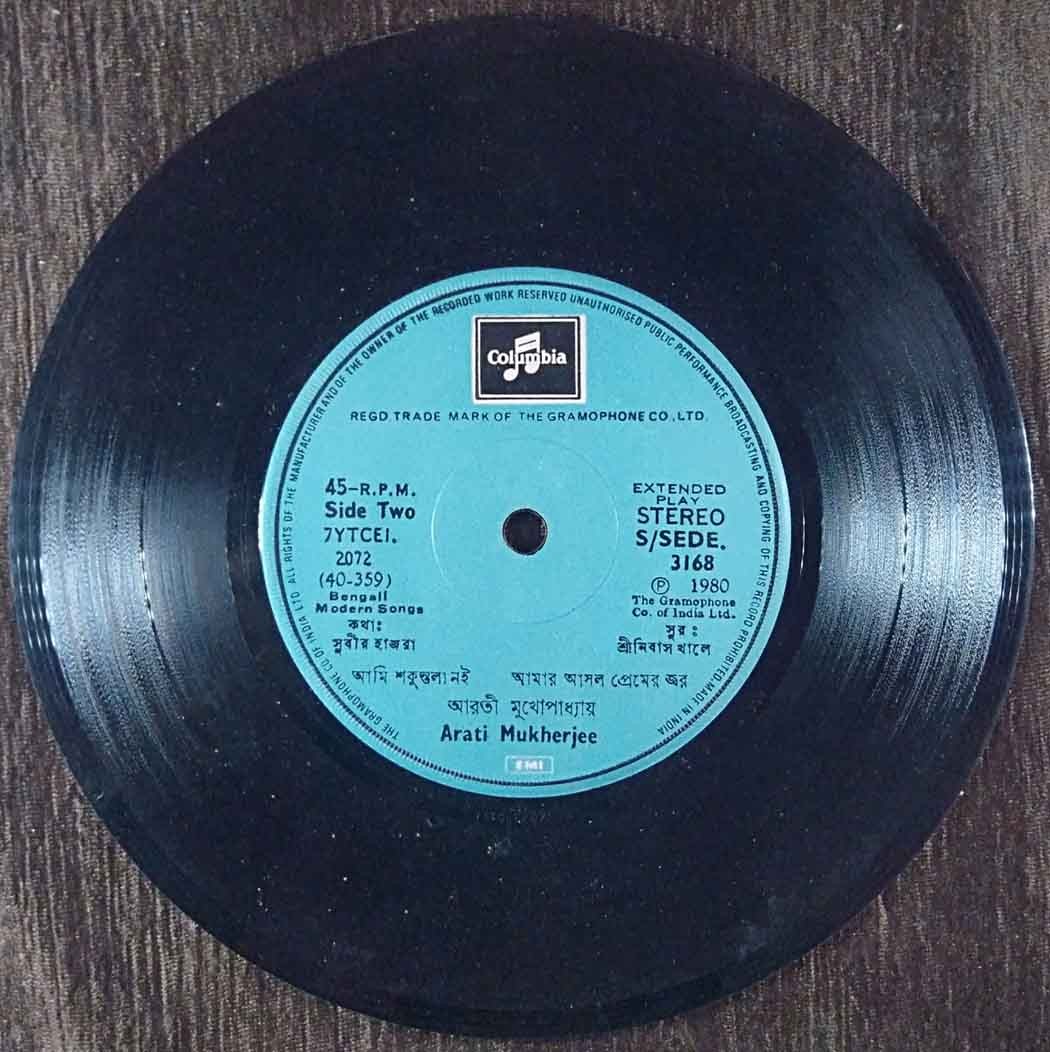 THE GRAMOPHONE CO. OF INDIA LTD. ALL RIGHTS OF THE MANUFACTURER AND OF THE OWNER OF THE RECORDED WORK RESERVED UNAUTHORISED PUBLIC PERFORMANCE BROADCASTING AND COPYING OF THIS RECORD PROHIBITED MADE IN INDIA
Columbia
REGD. TRADE MARK OF THE GRAMOPHONE CO., LTD.
45-R.P.M.
Side Two
7YTCEI.
2072
(40-359)
Bengali
Modern Songs
কথাঃ
সুবীর হাজরা
EXTENDED
PLAY
STEREO
S/SEDE.
3168
Ⓟ 1980
The Gramophone
Co. of India Ltd.
সুর ঃ
শ্রীনিবাস খালে
আমি শকুন্তলা নই আমার আসল প্রেমের জ্বর
আরতী মুখোপাধ্যায়
Arati Mukherjee
EMI